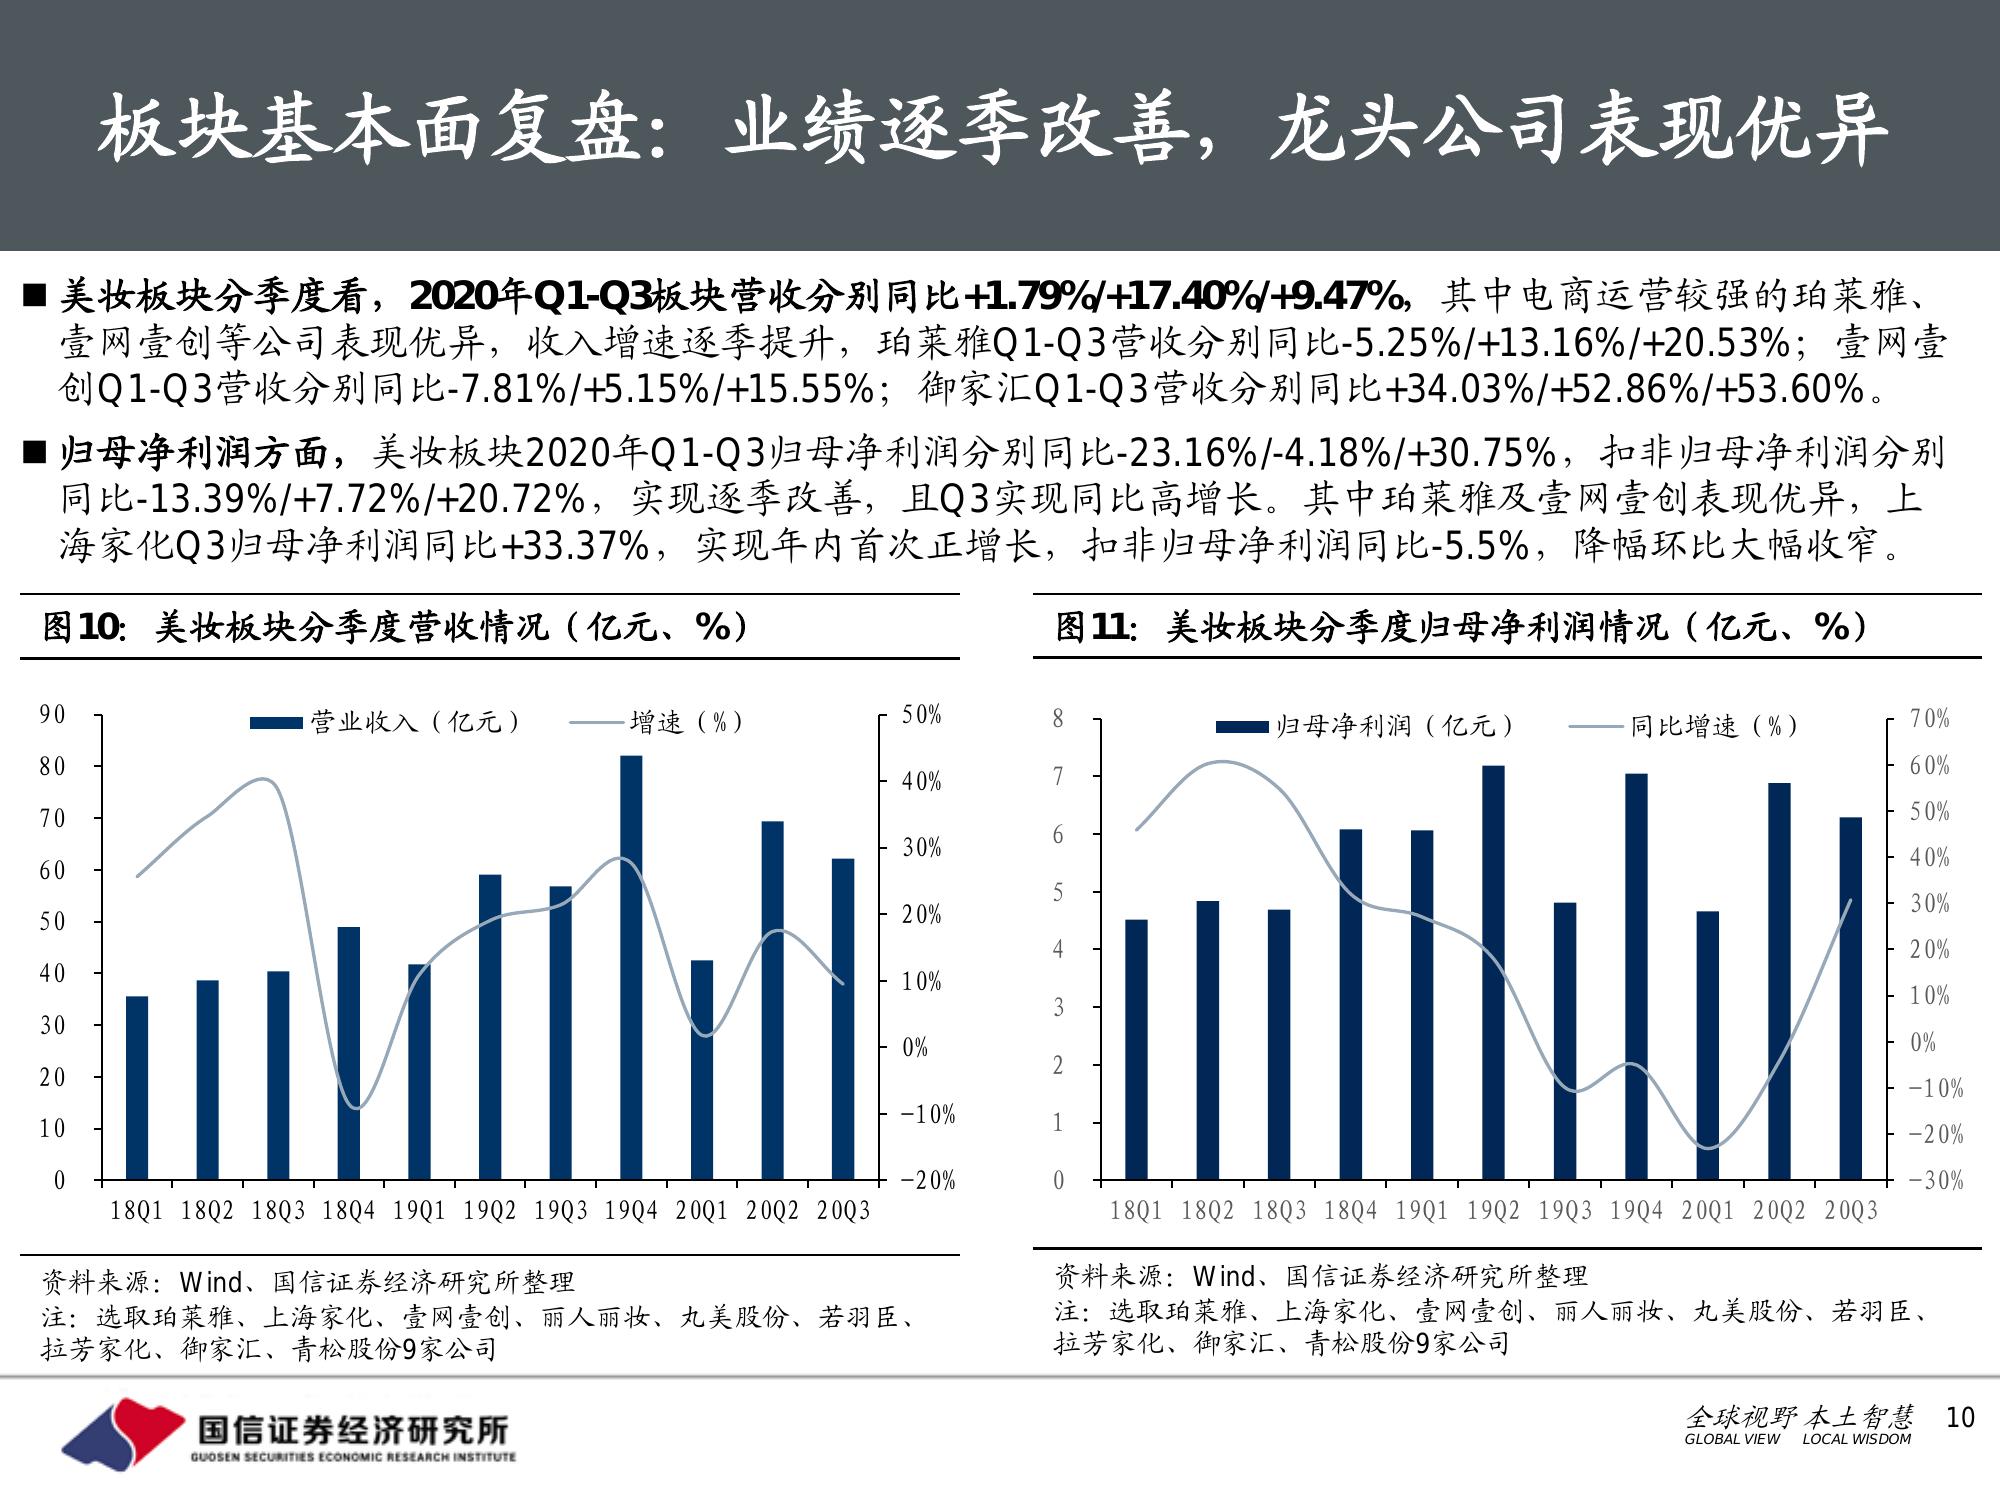 板块基本面复盘：业绩逐季改善，龙头公司表现优异
■ 美妆板块分季度看，2020年Q1-Q3板块营收分别同比+1.79%/+17.40%/+9.47%，其中电商运营较强的珀莱雅、
壹网壹创等公司表现优异，收入增速逐季提升，珀莱雅Q1-Q3营收分别同比-5.25%/+13.16%/+20.53%；壹网壹
创Q1-Q3营收分别同比-7.81%/+5.15%/+15.55%；御家汇Q1-Q3营收分别同比+34.03%/+52.86%/+53.60%。
■ 归母净利润方面，美妆板块2020年Q1-Q3归母净利润分别同比-23.16%/-4.18%/+30.75%，扣非归母净利润分别
同比-13.39%/+7.72%/+20.72%，实现逐季改善，且Q3实现同比高增长。其中珀莱雅及壹网壹创表现优异，上
海家化Q3归母净利润同比+33.37%，实现年内首次正增长，扣非归母净利润同比-5.5%，降幅环比大幅收窄。
图10：美妆板块分季度营收情况（亿元、%）
营业收入（亿元） 增速（%）
90
80
70
60
50
40
30
20
10
0
50%
40%
30%
20%
10%
0%
-10%
-20%
18Q1 18Q2 18Q3 18Q4 19Q1 19Q2 19Q3 19Q4 20Q1 20Q2 20Q3
资料来源：Wind、国信证券经济研究所整理
注：选取珀莱雅、上海家化、壹网壹创、丽人丽妆、丸美股份、若羽臣、
拉芳家化、御家汇、青松股份9家公司
图11：美妆板块分季度归母净利润情况（亿元、%）
归母净利润（亿元） 同比增速（%）
8
7
6
5
4
3
2
1
0
70%
60%
50%
40%
30%
20%
10%
0%
-10%
-20%
-30%
18Q1 18Q2 18Q3 18Q4 19Q1 19Q2 19Q3 19Q4 20Q1 20Q2 20Q3
资料来源：Wind、国信证券经济研究所整理
注：选取珀莱雅、上海家化、壹网壹创、丽人丽妆、丸美股份、若羽臣、
拉芳家化、御家汇、青松股份9家公司
国信证券经济研究所
GUOSEN SECURITIES ECONOMIC RESEARCH INSTITUTE
全球视野 本土智慧
GLOBAL VIEW LOCAL WISDOM
10